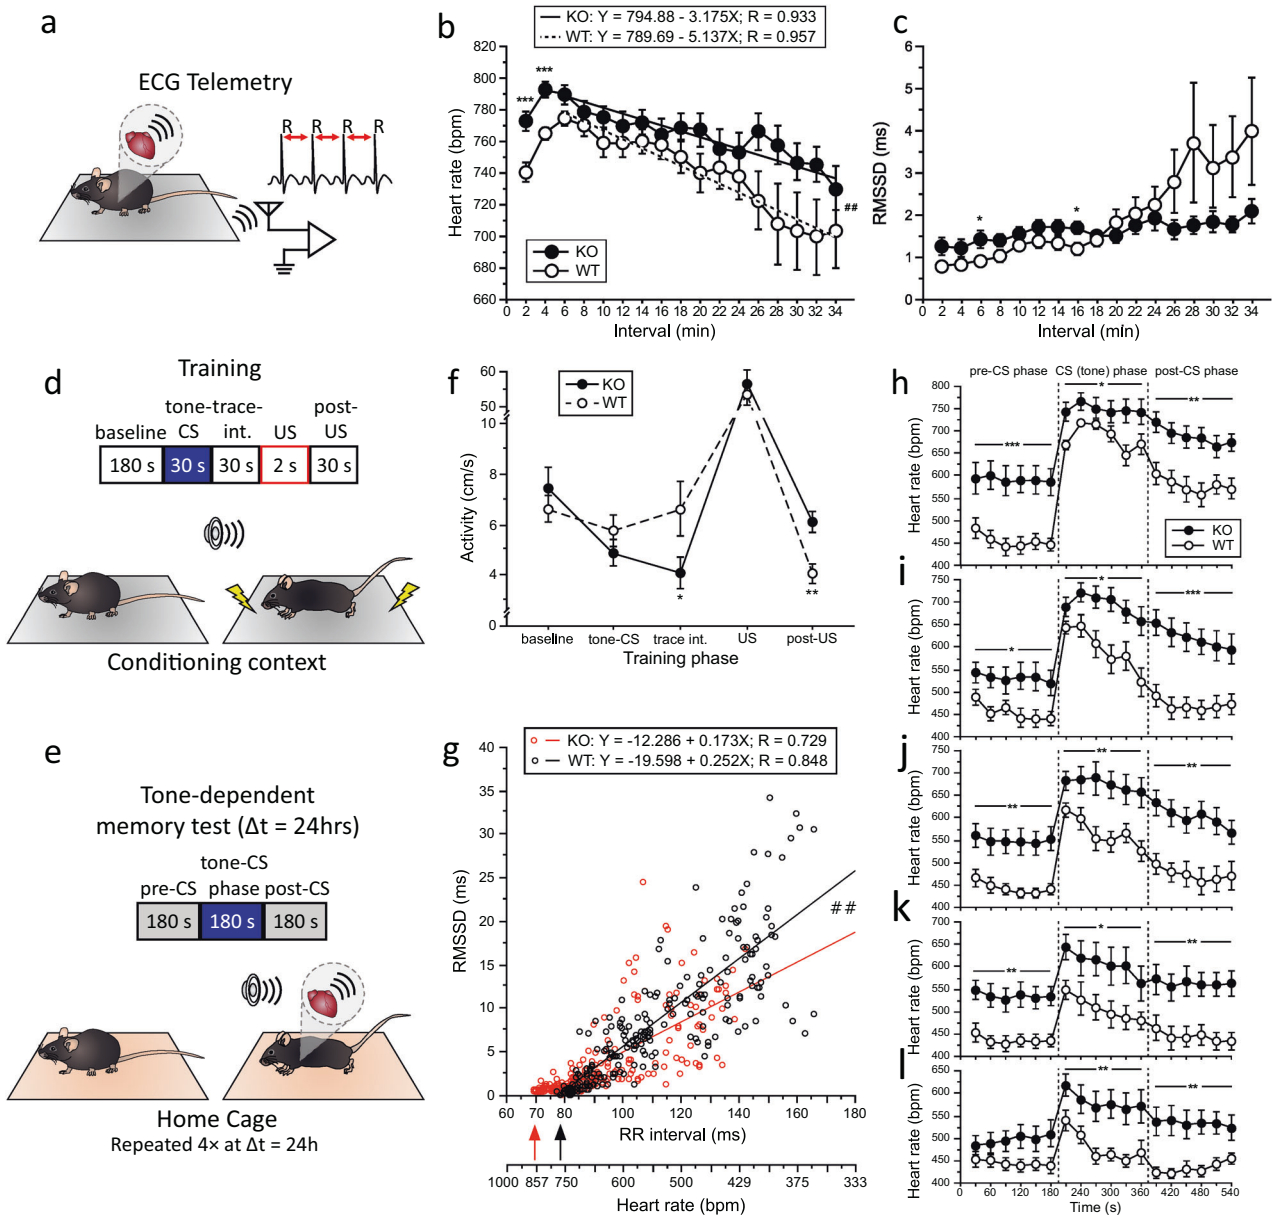 a
ECG Telemetry
R R R R
b
KO: Y = 794.88 - 3.175X; R = 0.933
WT: Y = 789.69 - 5.137X; R = 0.957
820
800
780
760
740
720
700
680
660
Heart rate (bpm)
***
***
##
KO
WT
0 2 4 6 8 10 12 14 16 18 20 22 24 26 28 30 32 34
Interval (min)
c
6
5
4
3
2
1
0
RMSSD (ms)
*
*
0 2 4 6 8 10 12 14 16 18 20 22 24 26 28 30 32 34
Interval (min)
d
Training
tone-trace- post-
baseline CS int. US US
180 s 30 s 30 s 2 s 30 s
Conditioning context
e
Tone-dependent
memory test (Δt = 24hrs)
tone-CS
pre-CS phase post-CS
180 s 180 s 180 s
Home Cage
Repeated 4× at Δt = 24h
f
KO
WT
60
50
10
8
6
4
0
Activity (cm/s)
*
**
baseline tone-CS trace int. US post-US
Training phase
g
KO: Y = -12.286 + 0.173X; R = 0.729
WT: Y = -19.598 + 0.252X; R = 0.848
40
35
30
25
20
15
10
5
0
RMSSD (ms)
##
60 70 80 100 120 140 160 180
RR interval (ms)
1000 857 750 600 500 429 375 333
Heart rate (bpm)
h
pre-CS phase CS (tone) phase post-CS phase
800
750
700
650
600
550
500
450
400
Heart rate (bpm)
***
*
**
KO
WT
i
750
700
650
600
550
500
450
400
Heart rate (bpm)
*
*
***
j
750
700
650
600
550
500
450
400
Heart rate (bpm)
**
**
**
k
700
650
600
550
500
450
400
Heart rate (bpm)
**
*
**
l
650
600
550
500
450
400
Heart rate (bpm)
**
**
0 60 120 180 240 300 360 420 480 540
Time (s)